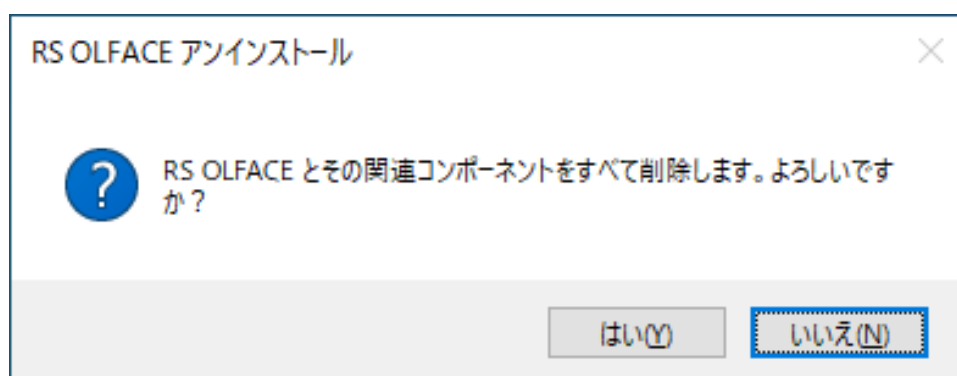 RS OLFACE アンインストール
RS OLFACE とその関連コンポーネントをすべて削除します。よろしいです
か？
はい(Y)
いいえ(N)